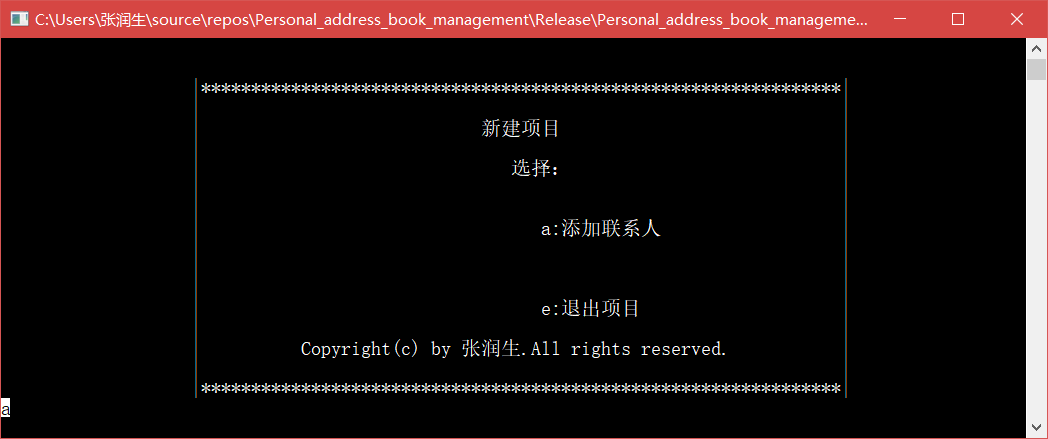 C:\Users\张润生\source\repos\Personal_address_book_management\Release\Personal_address_book_manageme...
****************************************************************
新建项目
选择：
a:添加联系人
e:退出项目
Copyright(c) by 张润生.All rights reserved.
****************************************************************
a